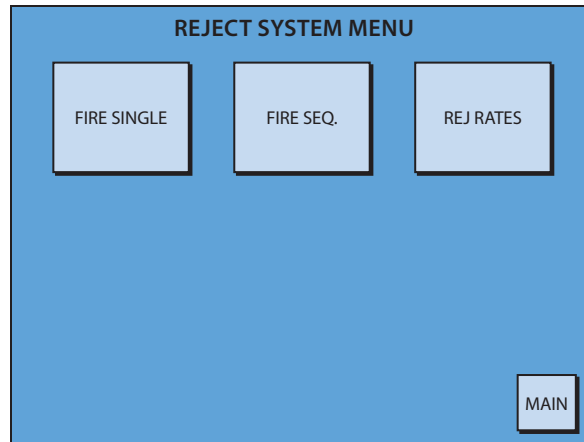 REJECT SYSTEM MENU
FIRE SINGLE
FIRE SEQ.
REJ RATES
MAIN